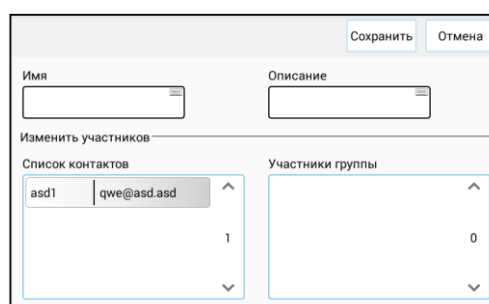 Сохранить Отмена
Имя Описание
Изменить участников
Список контактов Участники группы
asd1 qwe@asd.asd
1 0